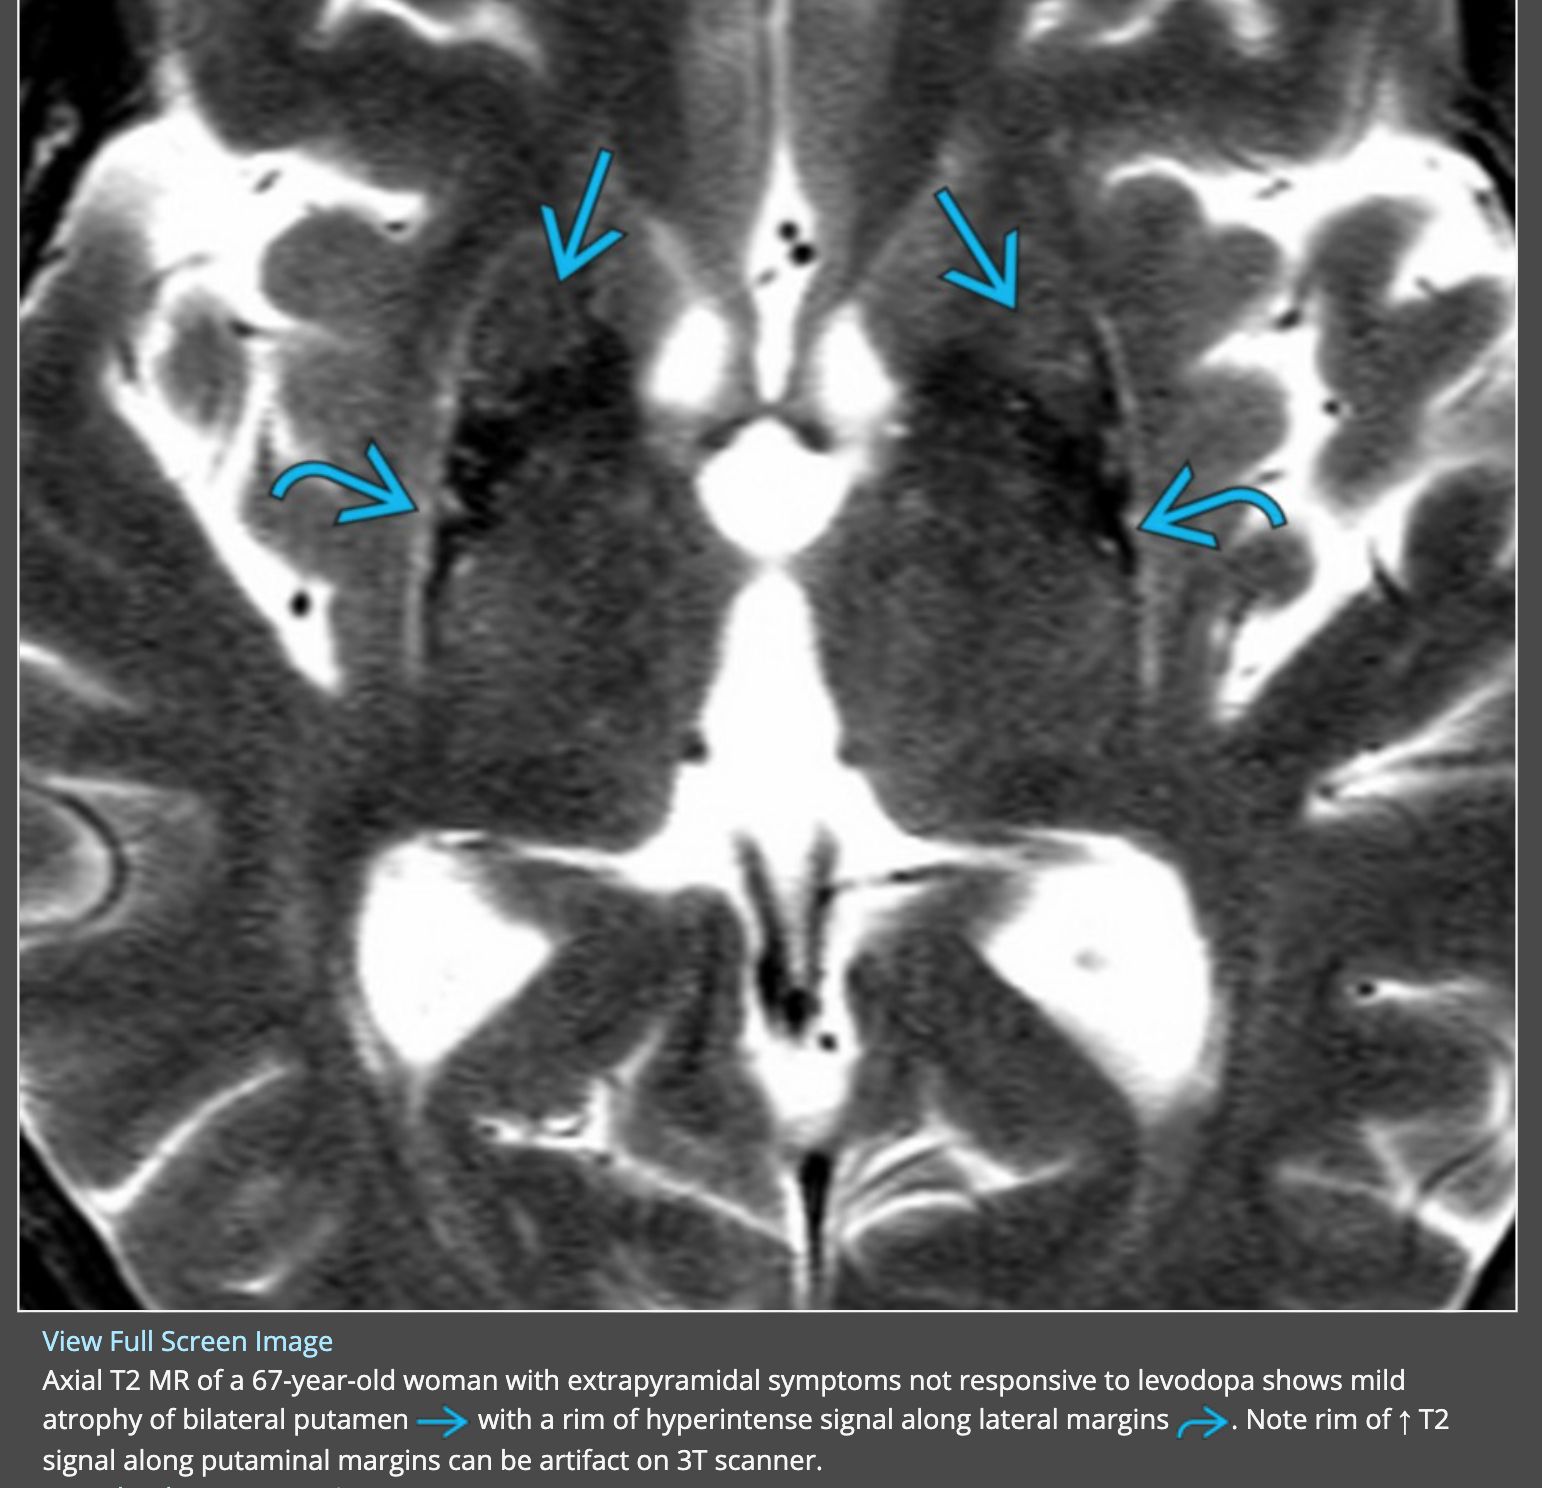 View Full Screen Image
Axial T2 MR of a 67-year-old woman with extrapyramidal symptoms not responsive to levodopa shows mild
atrophy of bilateral putamen → with a rim of hyperintense signal along lateral margins ↷. Note rim of ↑ T2
signal along putaminal margins can be artifact on 3T scanner.